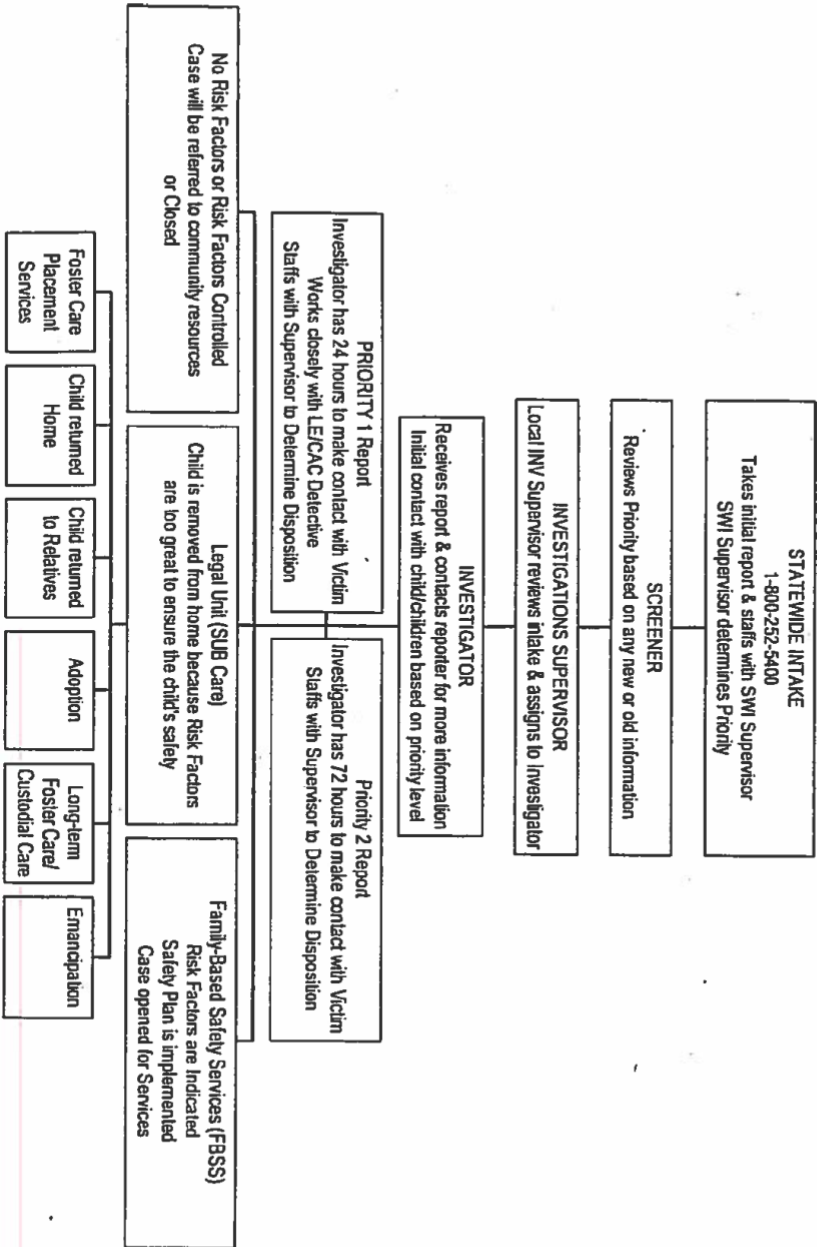 STATEWIDE INTAKE
1-800-252-5400
Takes initial report & staffs with SWI Supervisor
SWI Supervisor determines Priority
SCREENER
Reviews Priority based on any new or old information
INVESTIGATIONS SUPERVISOR
Local INV Supervisor reviews intake & assigns to Investigator
INVESTIGATOR
Receives report & contacts reporter for more information
Initial contact with child/children based on priority level
PRIORITY 1 Report
Investigator has 24 hours to make contact with Victim
Works closely with LE/CAC Detective
Staffs with Supervisor to Determine Disposition
Priority 2 Report
Investigator has 72 hours to make contact with Victim
Staffs with Supervisor to Determine Disposition
No Risk Factors or Risk Factors Controlled
Case will be referred to community resources
or Closed
Legal Unit (SUB Care)
Child is removed from home because Risk Factors
are too great to ensure the child's safety
Family-Based Safety Services (FBSS)
Risk Factors are Indicated
Safety Plan is implemented
Case opened for Services
Foster Care
Placement
Services
Child returned
Home
Child returned
to Relatives
Adoption
Long-term
Foster Care/
Custodial Care
Emancipation